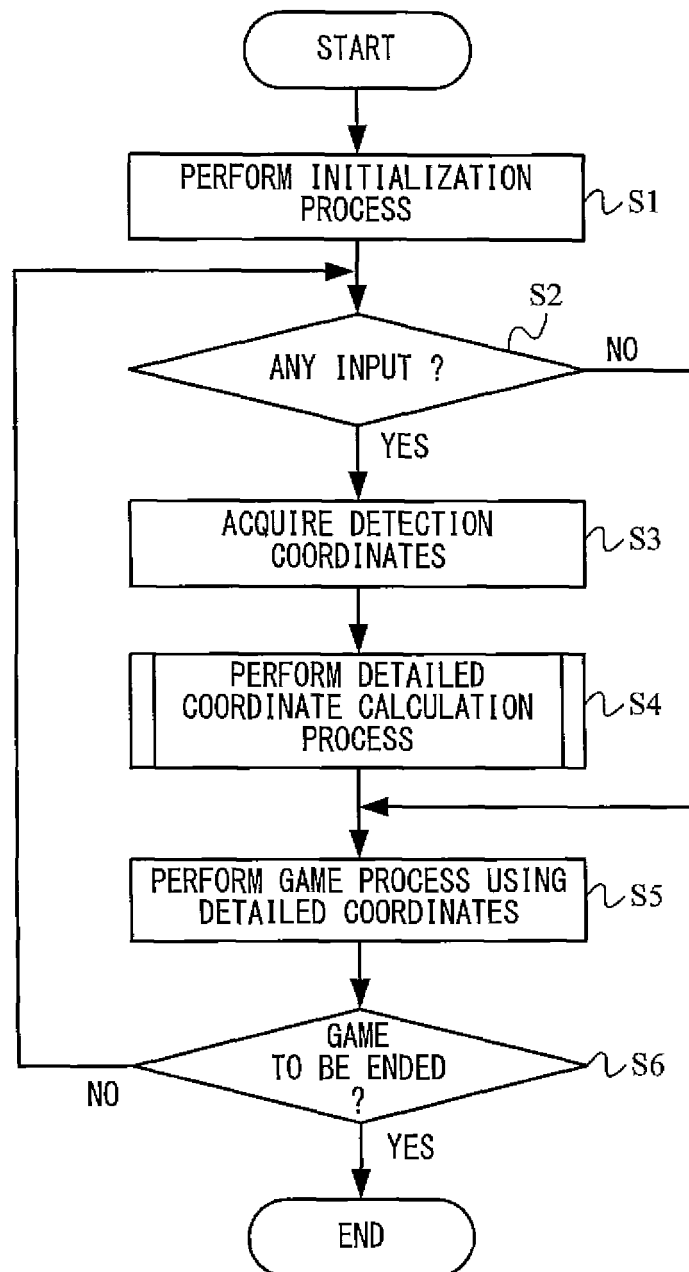 START
PERFORM INITIALIZATION
PROCESS
S1
S2
ANY INPUT ?
NO
YES
ACQUIRE DETECTION
COORDINATES
S3
PERFORM DETAILED
COORDINATE CALCULATION
PROCESS
S4
PERFORM GAME PROCESS USING
DETAILED COORDINATES
S5
GAME
TO BE ENDED
?
S6
NO
YES
END